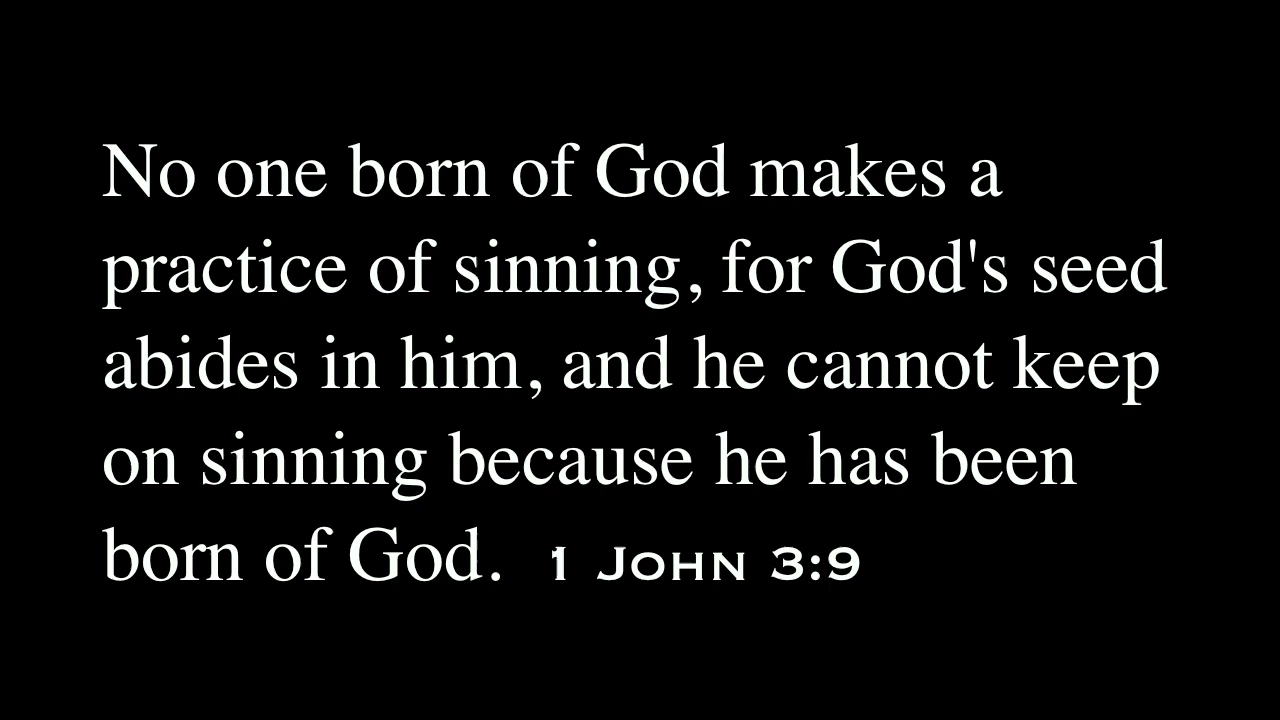 No one born of God makes a
practice of sinning, for God's seed
abides in him, and he cannot keep
on sinning because he has been
born of God. 1 John 3:9